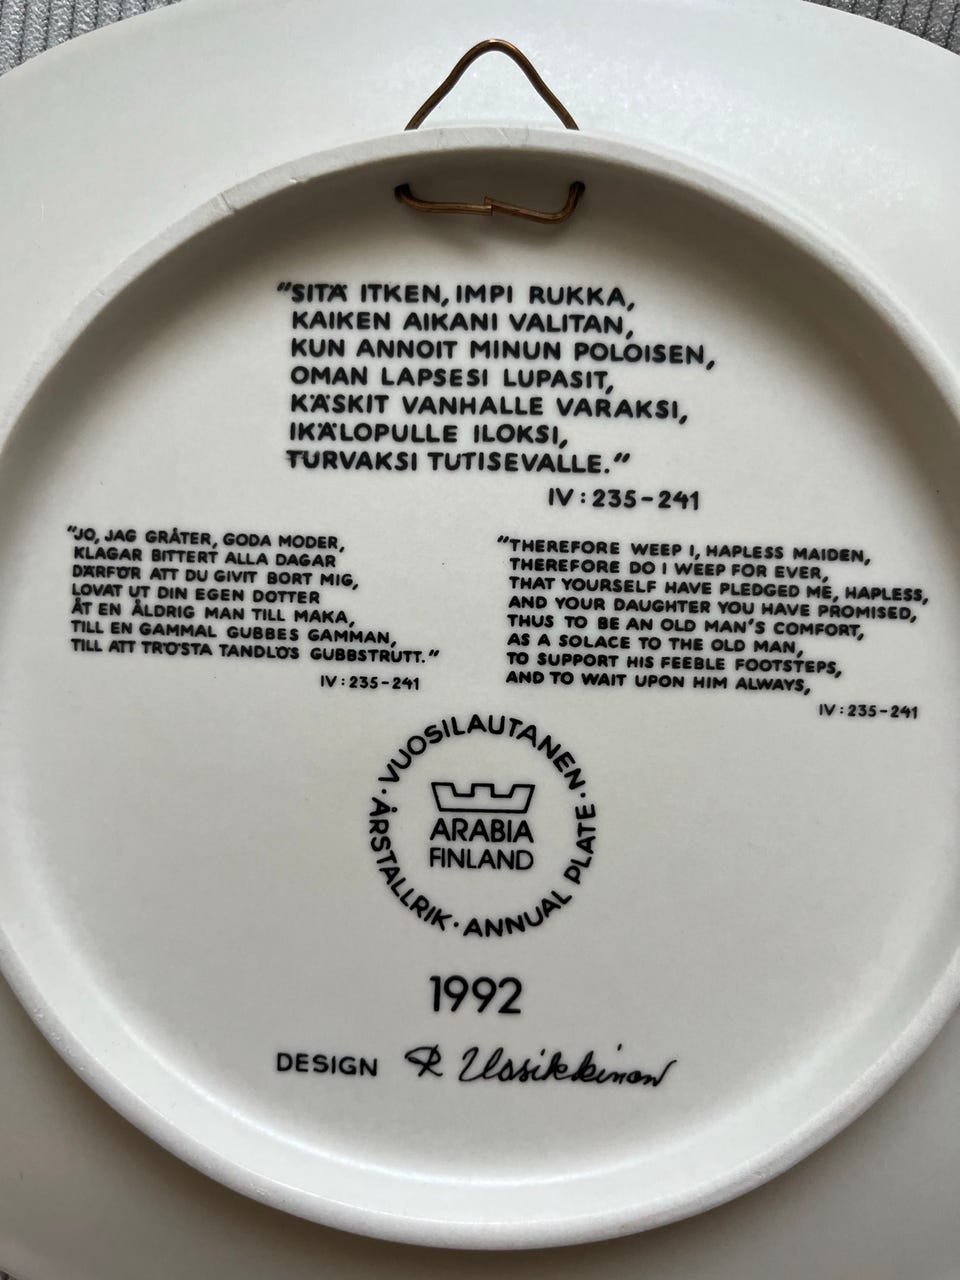 "SITÄ ITKEN, IMPI RUKKA,
KAIKEN AIKANI VALITAN,
KUN ANNOIT MINUN POLOISEN,
OMAN LAPSESI LUPASIT,
KÄSKIT VANHALLE VARAKSI,
IKÄLOPULLE ILOKSI,
TURVAKSI TUTISEVALLE."
IV : 235-241
"JO, JAG GRÅTER, GODA MODER,
KLAGAR BITTERT ALLA DAGAR
DÄRFÖR ATT DU GIVIT BORT MIG,
LOVAT UT DIN EGEN DOTTER
ÅT EN ÅLDRIG MAN TILL MAKA,
TILL EN GAMMAL GUBBES GAMMAN,
TILL ATT TRÖSTA TANDLÖS GUBBSTRUTT."
IV : 235-241
"THEREFORE WEEP I, HAPLESS MAIDEN,
THEREFORE DO I WEEP FOR EVER,
THAT YOURSELF HAVE PLEDGED ME, HAPLESS,
AND YOUR DAUGHTER YOU HAVE PROMISED,
THUS TO BE AN OLD MAN'S COMFORT,
AS A SOLACE TO THE OLD MAN,
TO SUPPORT HIS FEEBLE FOOTSTEPS,
AND TO WAIT UPON HIM ALWAYS,
IV : 235-241
· VUOSILAUTANEN · ANNUAL PLATE · ÅRSTALLRIK
ARABIA
FINLAND
1992
DESIGN R Uosikkinen